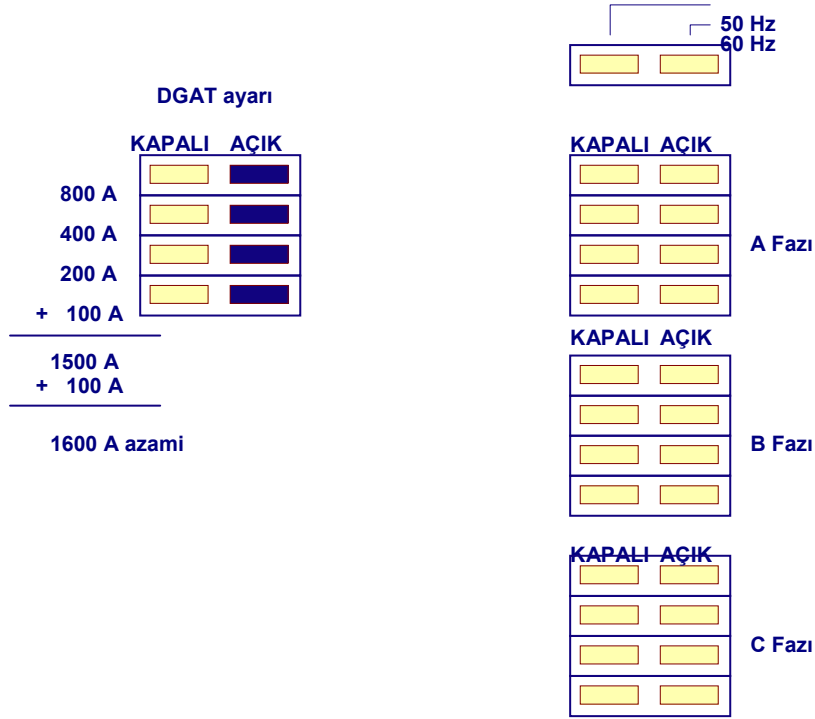 50 Hz
60 Hz
DGAT ayarı
KAPALI AÇIK
800 A
400 A
200 A
+ 100 A
1500 A
+ 100 A
1600 A azami
KAPALI AÇIK
A Fazı
KAPALI AÇIK
B Fazı
KAPALI AÇIK
C Fazı